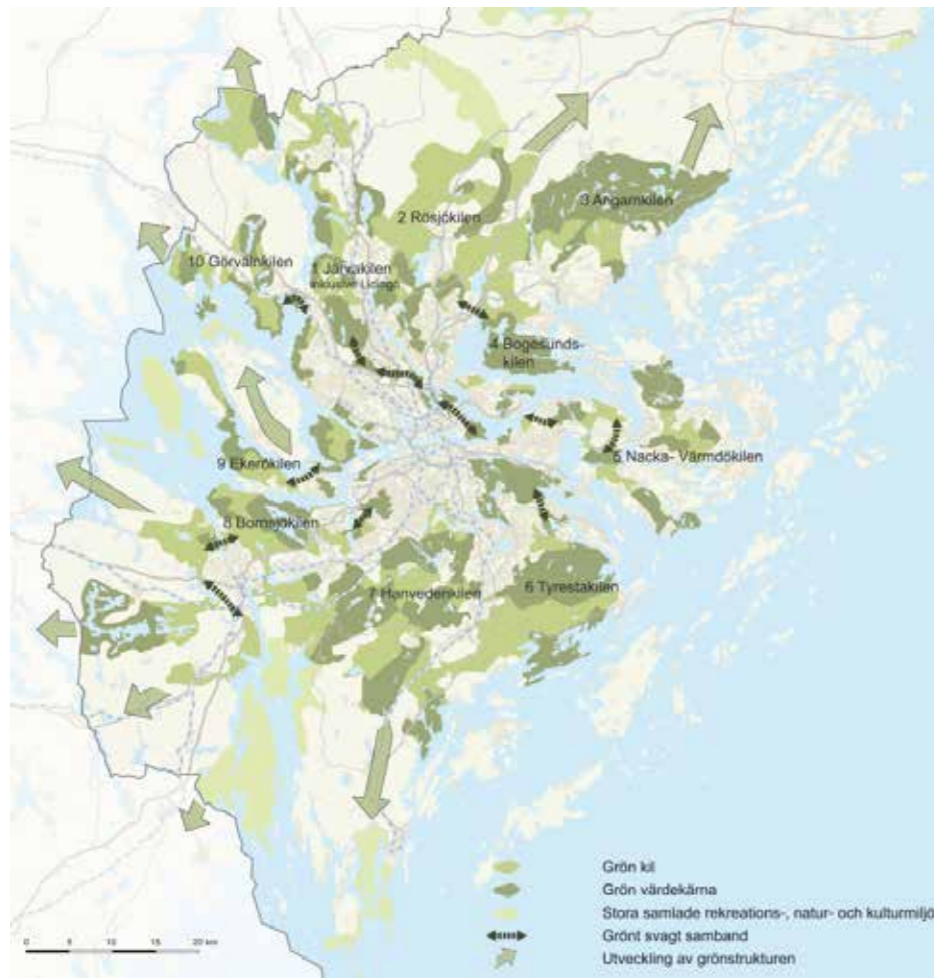 2 Rösjökilen
3 Angarnkilen
10 Görvälnkilen
1 Järvakilen
inklusive Lidingö
4 Bogesunds-
kilen
5 Nacka- Värmdökilen
9 Ekerökilen
8 Bornsjökilen
7 Hanvedenkilen
6 Tyrestakilen
Grön kil
Grön värdekärna
Stora samlade rekreations-, natur- och kulturmiljö
Grönt svagt samband
Utveckling av grönstrukturen
0 5 10 15 20 km